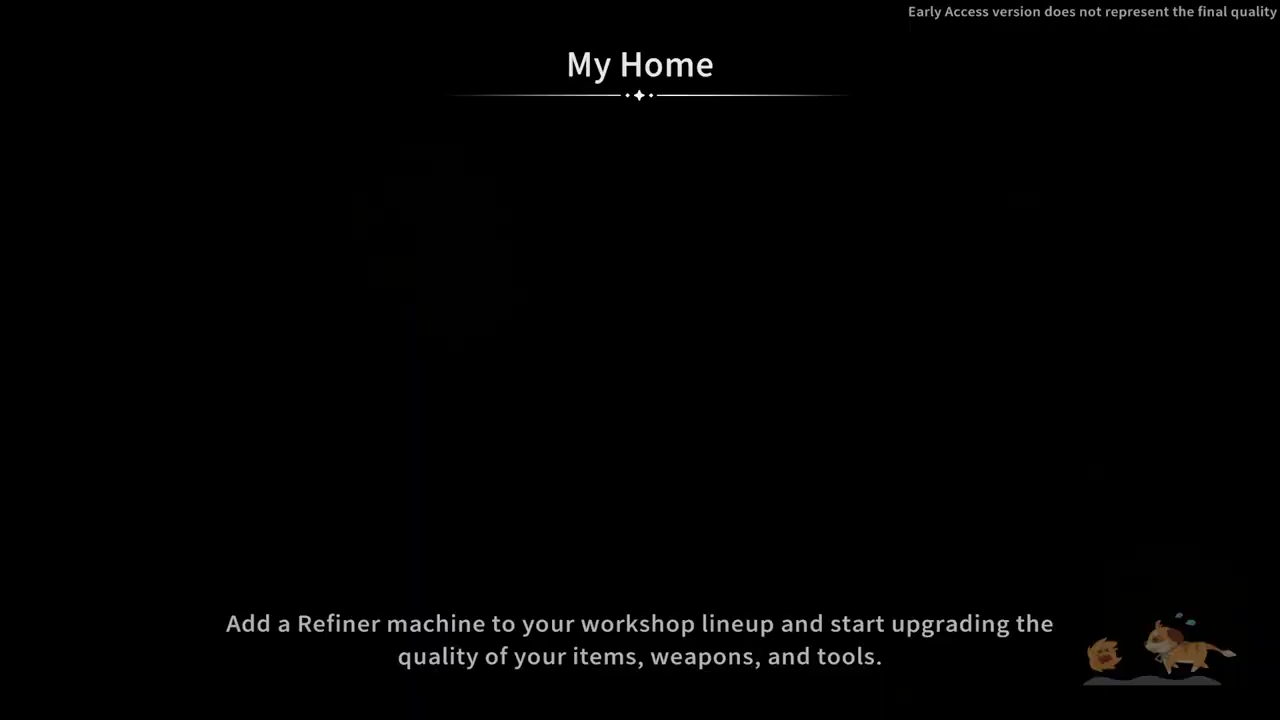 Early Access version does not represent the final quality
My Home
Add a Refiner machine to your workshop lineup and start upgrading the
quality of your items, weapons, and tools.